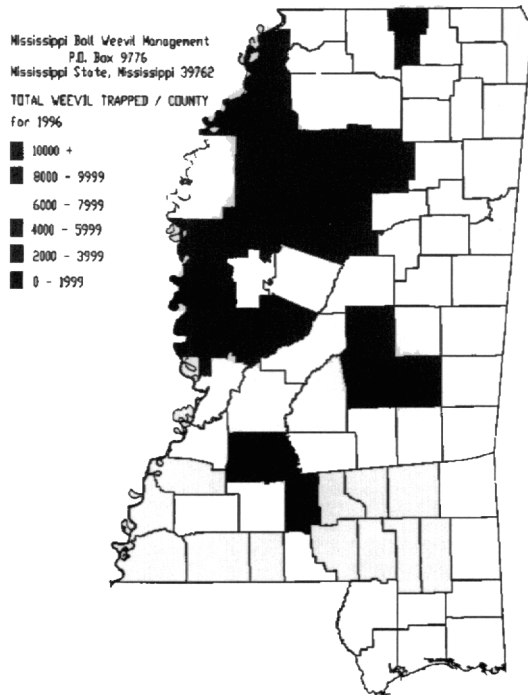 Mississippi Boll Weevil Management
P.O. Box 9776
Mississippi State, Mississippi 39762
TOTAL WEEVIL TRAPPED / COUNTY
for 1996
10000 +
8000 - 9999
6000 - 7999
4000 - 5999
2000 - 3999
0 - 1999